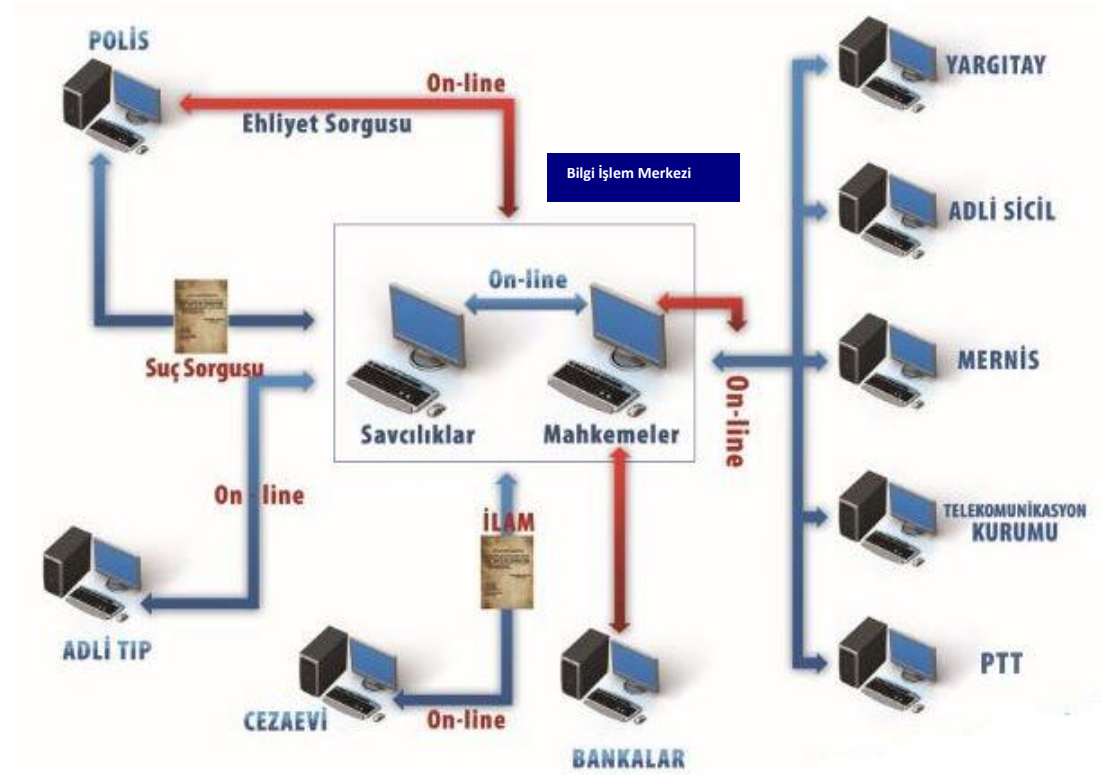 POLİS
On-line
Ehliyet Sorgusu
YARGITAY
Bilgi İşlem Merkezi
ADLİ SİCİL
On-line
Suç Sorgusu
MERNİS
On-line
Savcılıklar
Mahkemeler
On-line
İLAM
TELEKOMUNİKASYON
KURUMU
ADLİ TIP
PTT
CEZAEVİ
On-line
BANKALAR